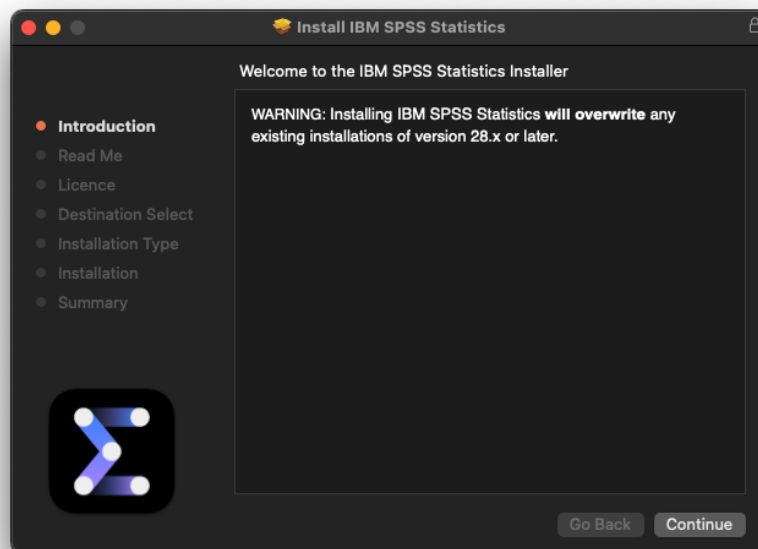 Install IBM SPSS Statistics
Welcome to the IBM SPSS Statistics Installer
Introduction
Read Me
Licence
Destination Select
Installation Type
Installation
Summary
WARNING: Installing IBM SPSS Statistics will overwrite any
existing installations of version 28.x or later.
Go Back
Continue